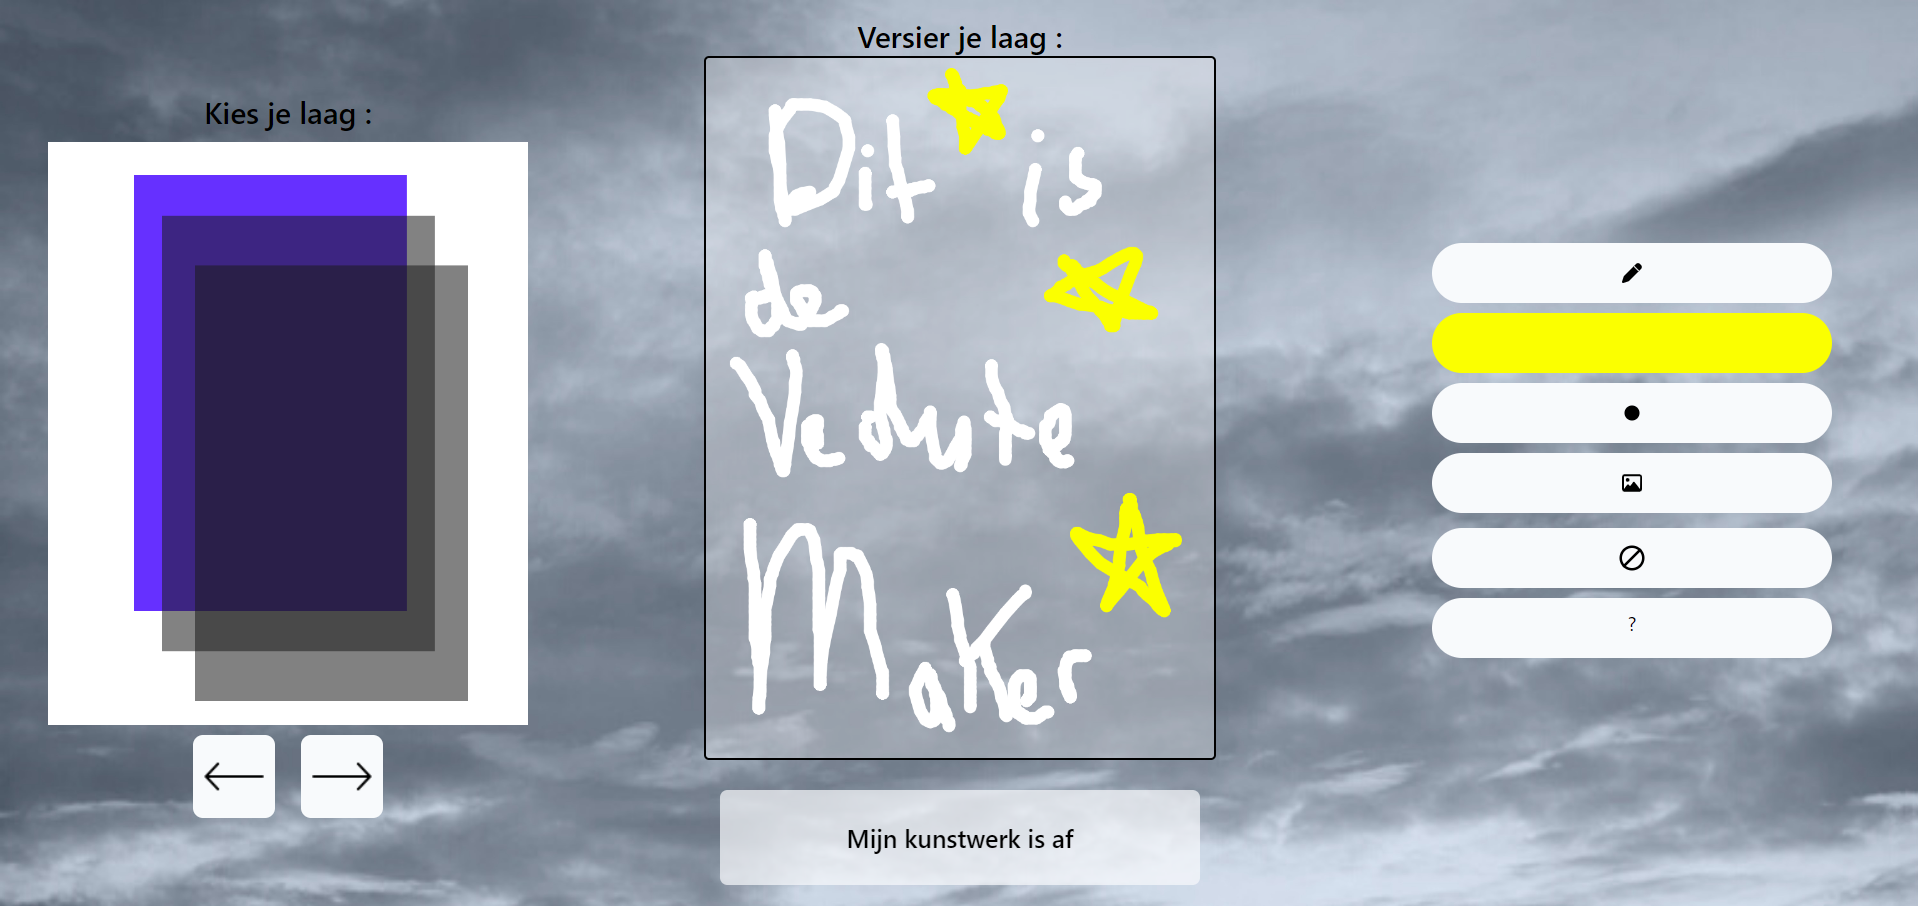 Versier je laag :
Kies je laag :
Dit is
de
Vedute
Maker
?
Mijn kunstwerk is af